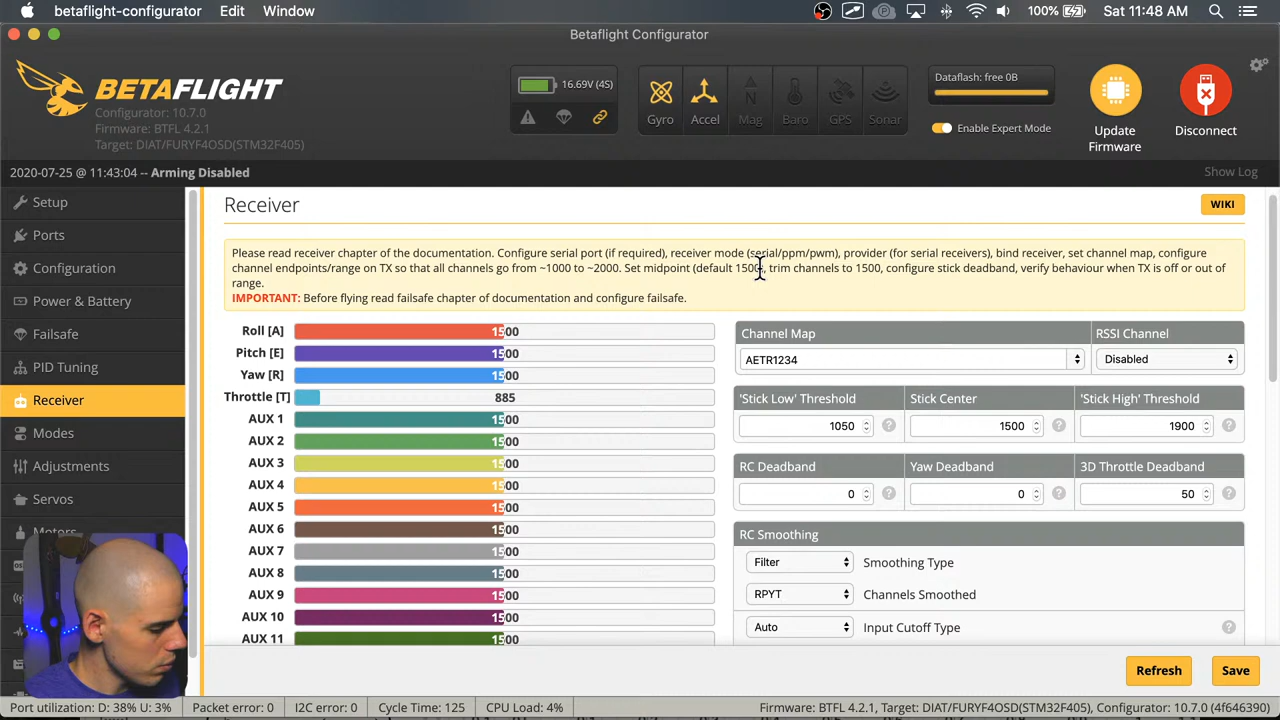 betaflight-configurator Edit Window
100% Sat 11:48 AM
Betaflight Configurator
BETAFLIGHT
Configurator: 10.7.0
Firmware: BTFL 4.2.1
Target: DIAT/FURYF4OSD(STM32F405)
16.69V (4S)
Gyro Accel Mag Baro GPS Sonar
Dataflash: free 0B
Enable Expert Mode
Update
Firmware
Disconnect
2020-07-25 @ 11:43:04 -- Arming Disabled
Show Log
Setup
Ports
Configuration
Power & Battery
Failsafe
PID Tuning
Receiver
Modes
Adjustments
Servos
Motors
Receiver
WIKI
Please read receiver chapter of the documentation. Configure serial port (if required), receiver mode (serial/ppm/pwm), provider (for serial receivers), bind receiver, set channel map, configure
channel endpoints/range on TX so that all channels go from ~1000 to ~2000. Set midpoint (default 1500), trim channels to 1500, configure stick deadband, verify behaviour when TX is off or out of
range.
IMPORTANT: Before flying read failsafe chapter of documentation and configure failsafe.
Roll [A] 1500
Pitch [E] 1500
Yaw [R] 1500
Throttle [T] 885
AUX 1 1500
AUX 2 1500
AUX 3 1500
AUX 4 1500
AUX 5 1500
AUX 6 1500
AUX 7 1500
AUX 8 1500
AUX 9 1500
AUX 10 1500
AUX 11 1500
Channel Map RSSI Channel
AETR1234 Disabled
'Stick Low' Threshold Stick Center 'Stick High' Threshold
1050 ? 1500 ? 1900 ?
RC Deadband Yaw Deadband 3D Throttle Deadband
0 ? 0 ? 50 ?
RC Smoothing
Filter Smoothing Type
RPYT Channels Smoothed
Auto Input Cutoff Type ?
Refresh Save
Port utilization: D: 38% U: 3% Packet error: 0 I2C error: 0 Cycle Time: 125 CPU Load: 4% Firmware: BTFL 4.2.1, Target: DIAT/FURYF4OSD(STM32F405), Configurator: 10.7.0 (4f646390)